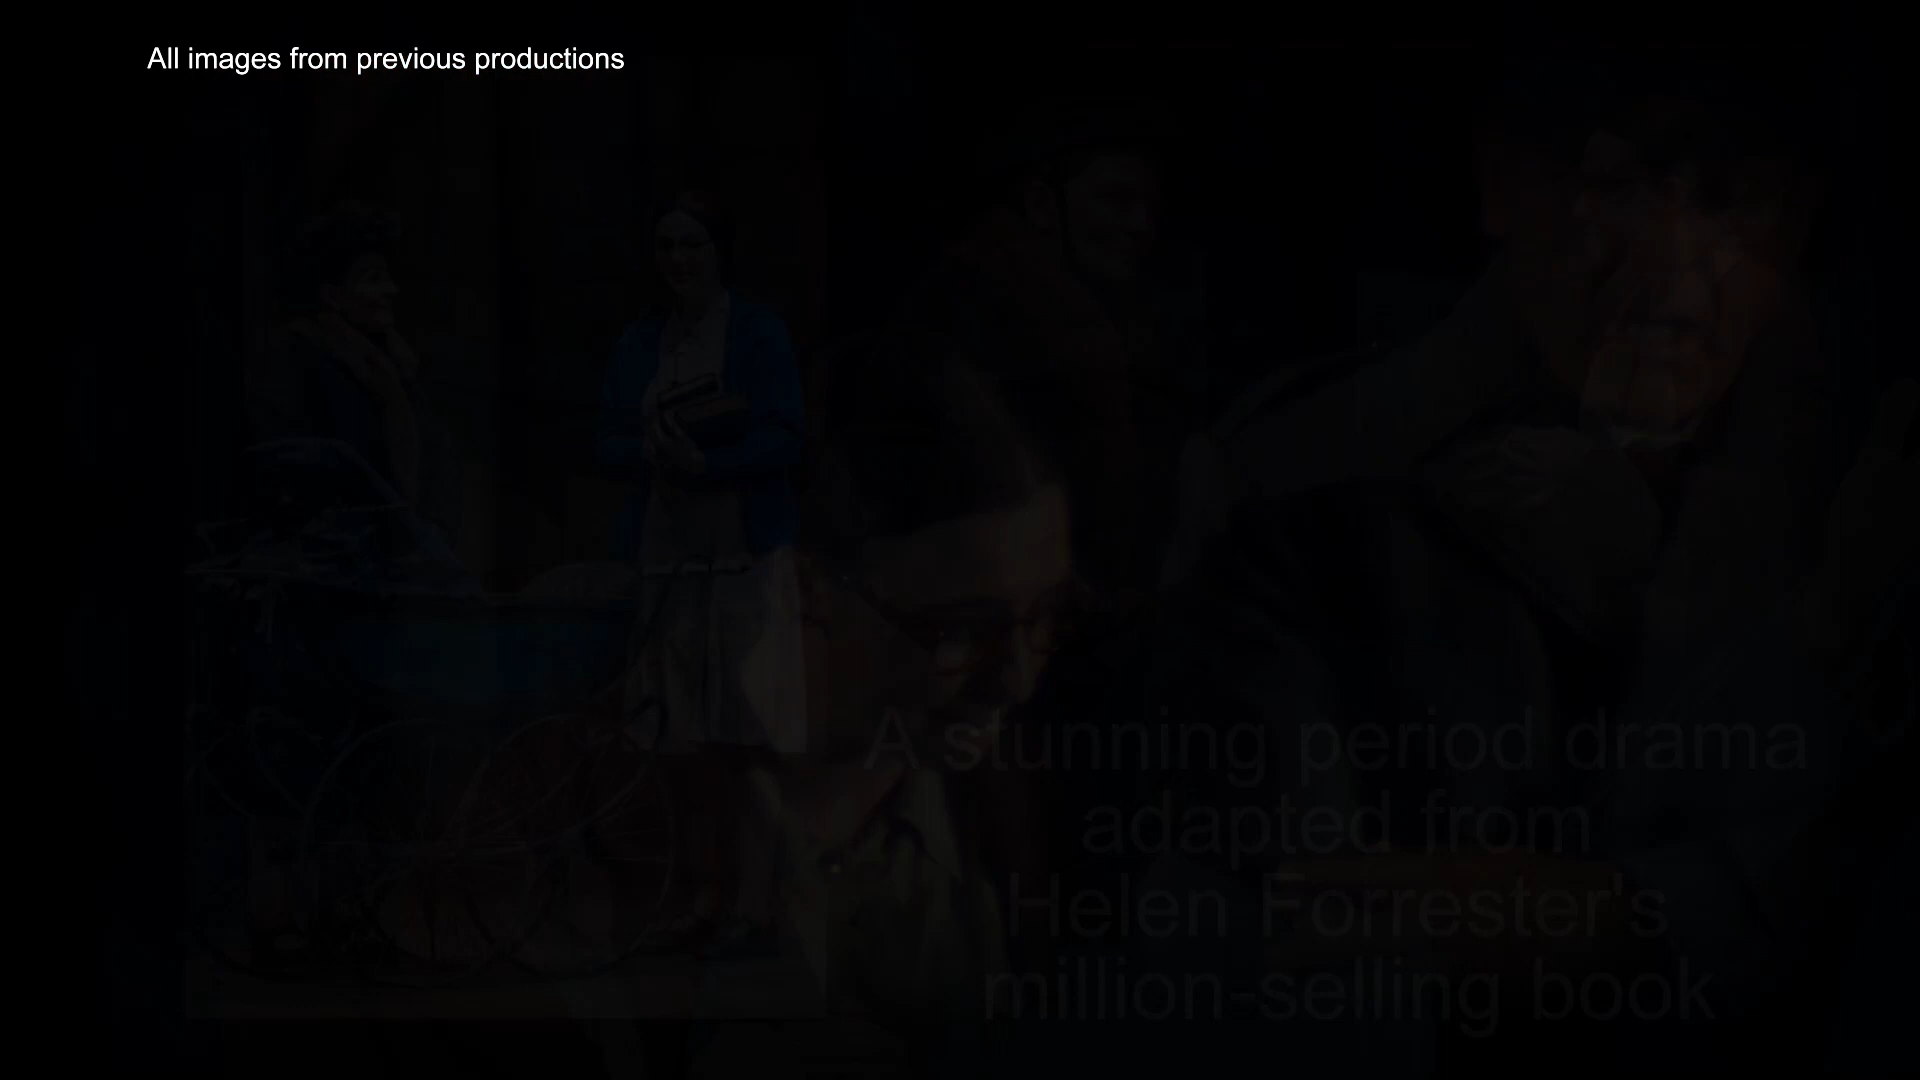 All images from previous productions
A stunning period drama
adapted from
Helen Forrester's
million-selling book